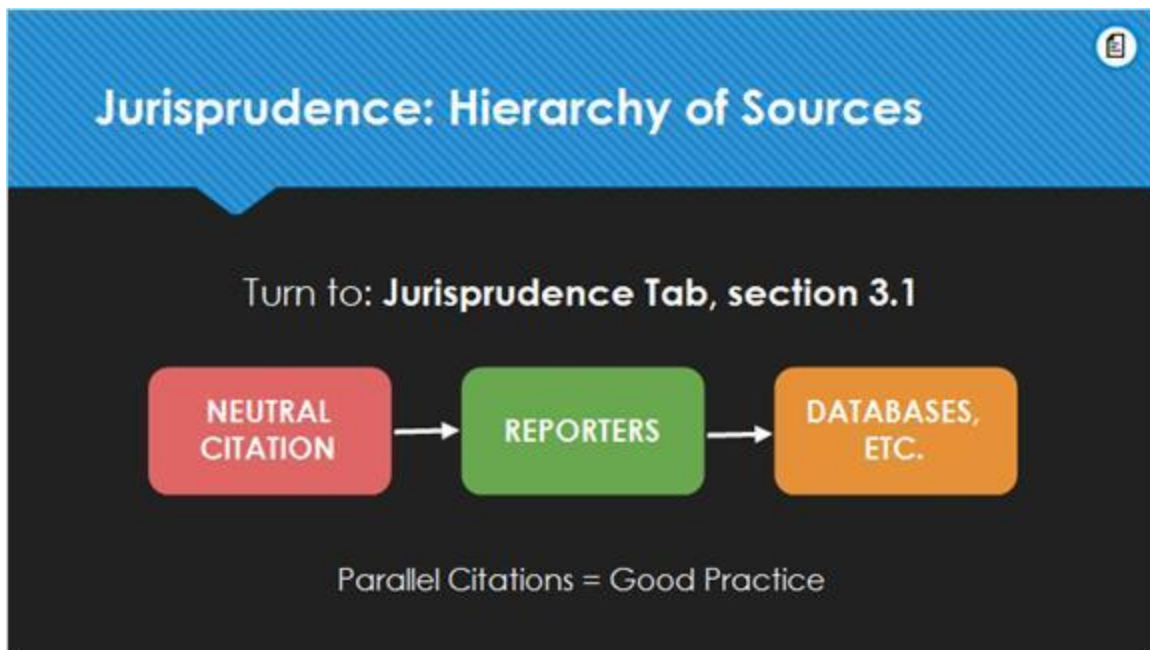 Jurisprudence: Hierarchy of Sources
Turn to: Jurisprudence Tab, section 3.1
NEUTRAL
CITATION
REPORTERS
DATABASES,
ETC.
Parallel Citations = Good Practice